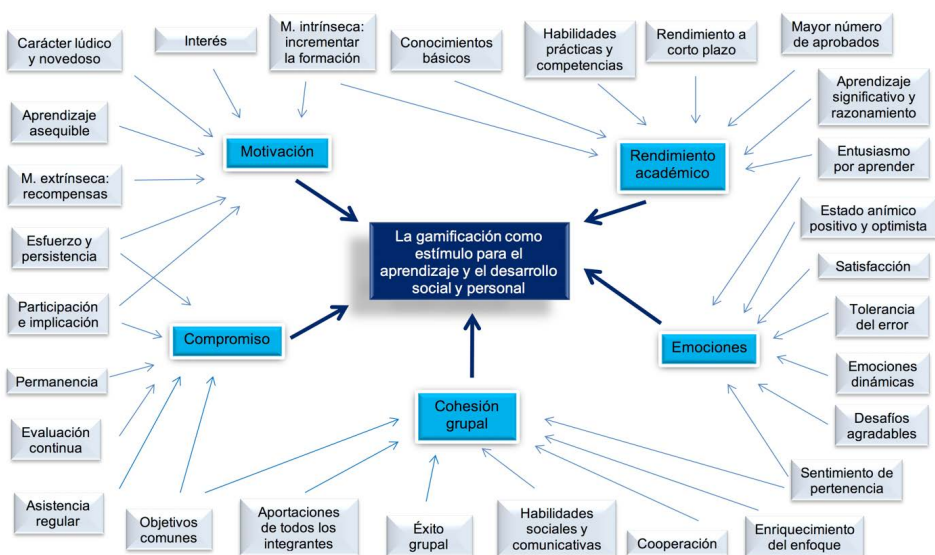 Carácter lúdico
y novedoso
Interés
M. intrínseca:
incrementar
la formación
Conocimientos
básicos
Habilidades
prácticas y
competencias
Rendimiento a
corto plazo
Mayor número
de aprobados
Aprendizaje
asequible
Motivación
Rendimiento
académico
Aprendizaje
significativo y
razonamiento
M. extrínseca:
recompensas
Entusiasmo
por aprender
Esfuerzo y
persistencia
La gamificación como
estímulo para el
aprendizaje y el desarrollo
social y personal
Estado anímico
positivo y optimista
Satisfacción
Participación
e implicación
Compromiso
Emociones
Tolerancia
del error
Permanencia
Cohesión
grupal
Emociones
dinámicas
Evaluación
continua
Desafíos
agradables
Asistencia
regular
Objetivos
comunes
Aportaciones
de todos los
integrantes
Éxito
grupal
Habilidades
sociales y
comunicativas
Cooperación
Enriquecimiento
del enfoque
Sentimiento de
pertenencia